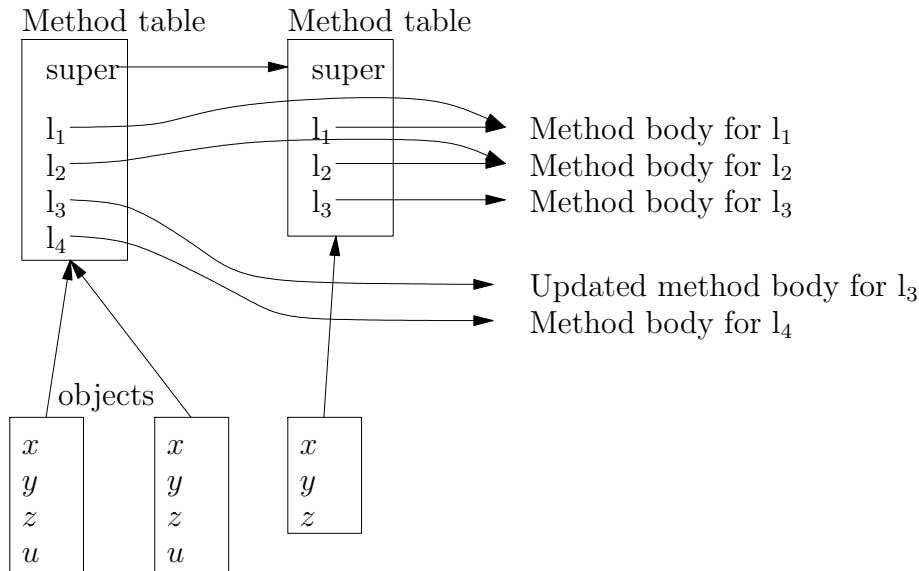 Method table
super
l₁
l₂
l₃
l₄
Method table
super
l₁
l₂
l₃
Method body for l₁
Method body for l₂
Method body for l₃
Updated method body for l₃
Method body for l₄
objects
x
y
z
u
x
y
z
u
x
y
z